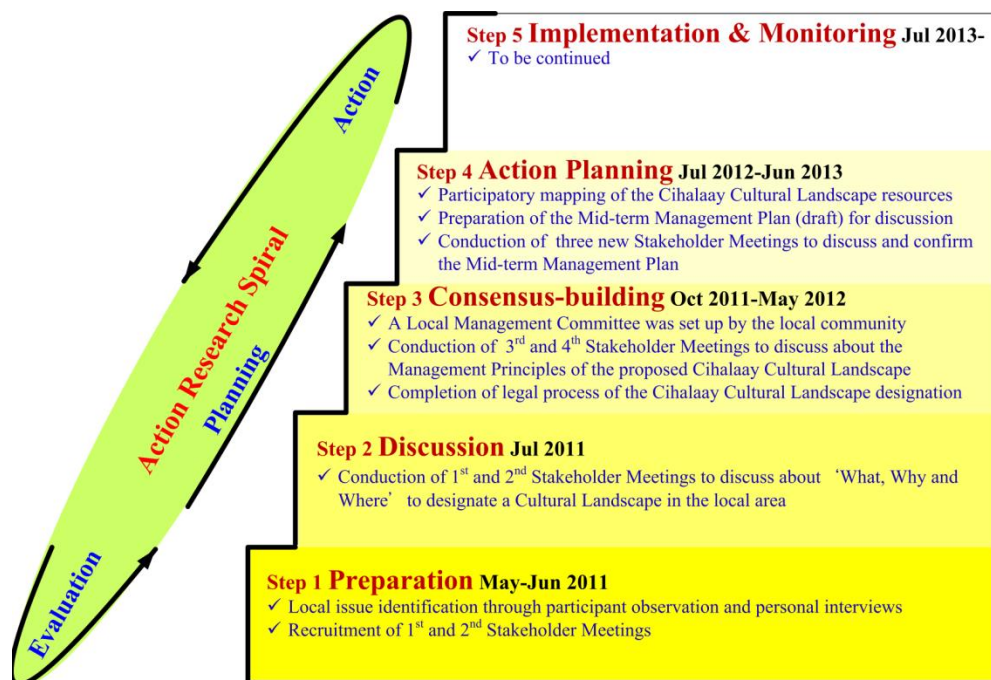 Step 5 Implementation & Monitoring Jul 2013-
✓ To be continued
Step 4 Action Planning Jul 2012-Jun 2013
✓ Participatory mapping of the Cihalaay Cultural Landscape resources
✓ Preparation of the Mid-term Management Plan (draft) for discussion
✓ Conduction of three new Stakeholder Meetings to discuss and confirm
the Mid-term Management Plan
Step 3 Consensus-building Oct 2011-May 2012
✓ A Local Management Committee was set up by the local community
✓ Conduction of 3rd and 4th Stakeholder Meetings to discuss about the
Management Principles of the proposed Cihalaay Cultural Landscape
✓ Completion of legal process of the Cihalaay Cultural Landscape designation
Step 2 Discussion Jul 2011
✓ Conduction of 1st and 2nd Stakeholder Meetings to discuss about ‘What, Why and
Where’ to designate a Cultural Landscape in the local area
Step 1 Preparation May-Jun 2011
✓ Local issue identification through participant observation and personal interviews
✓ Recruitment of 1st and 2nd Stakeholder Meetings
Action
Action Research Spiral
Planning
Evaluation